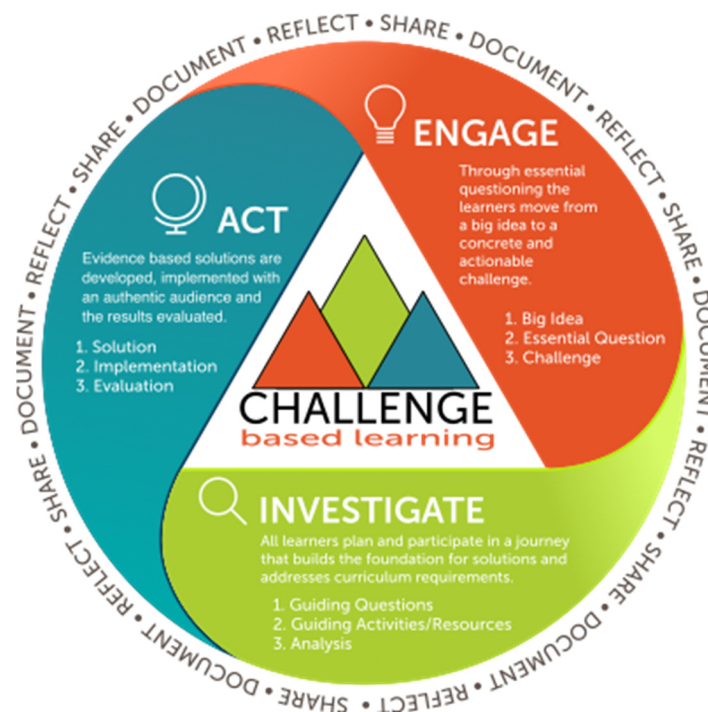 DOCUMENT • REFLECT • SHARE • DOCUMENT • REFLECT • SHARE • DOCUMENT • REFLECT • SHARE • DOCUMENT • REFLECT • SHARE • DOCUMENT • REFLECT • SHARE • DOCUMENT • REFLECT • SHARE •
ENGAGE
Through essential
questioning the
learners move from
a big idea to a
concrete and
actionable
challenge.
1. Big Idea
2. Essential Question
3. Challenge
ACT
Evidence based solutions are
developed, implemented with
an authentic audience and
the results evaluated.
1. Solution
2. Implementation
3. Evaluation
CHALLENGE
based learning
INVESTIGATE
All learners plan and participate in a journey
that builds the foundation for solutions and
addresses curriculum requirements.
1. Guiding Questions
2. Guiding Activities/Resources
3. Analysis